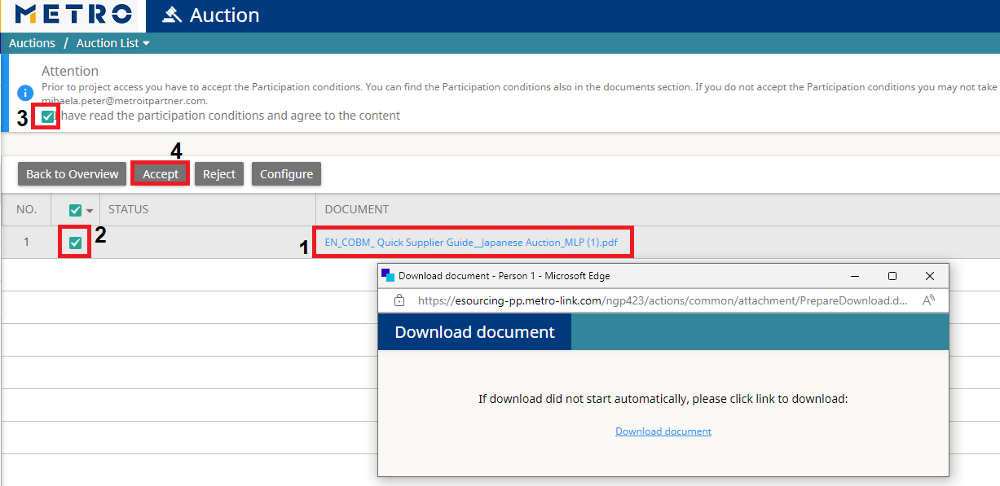 METRO Auction
Auctions / Auction List
Attention
Prior to project access you have to accept the Participation conditions. You can find the Participation conditions also in the documents section. If you do not accept the Participation conditions you may not take
mihaela.peter@metroitpartner.com.
3 I have read the participation conditions and agree to the content
4
Back to Overview Accept Reject Configure
NO. STATUS DOCUMENT
1 2 1 EN_COBM_ Quick Supplier Guide__Japanese Auction_MLP (1).pdf
Download document - Person 1 - Microsoft Edge
https://esourcing-pp.metro-link.com/ngp423/actions/common/attachment/PrepareDownload.d...
Download document
If download did not start automatically, please click link to download:
Download document